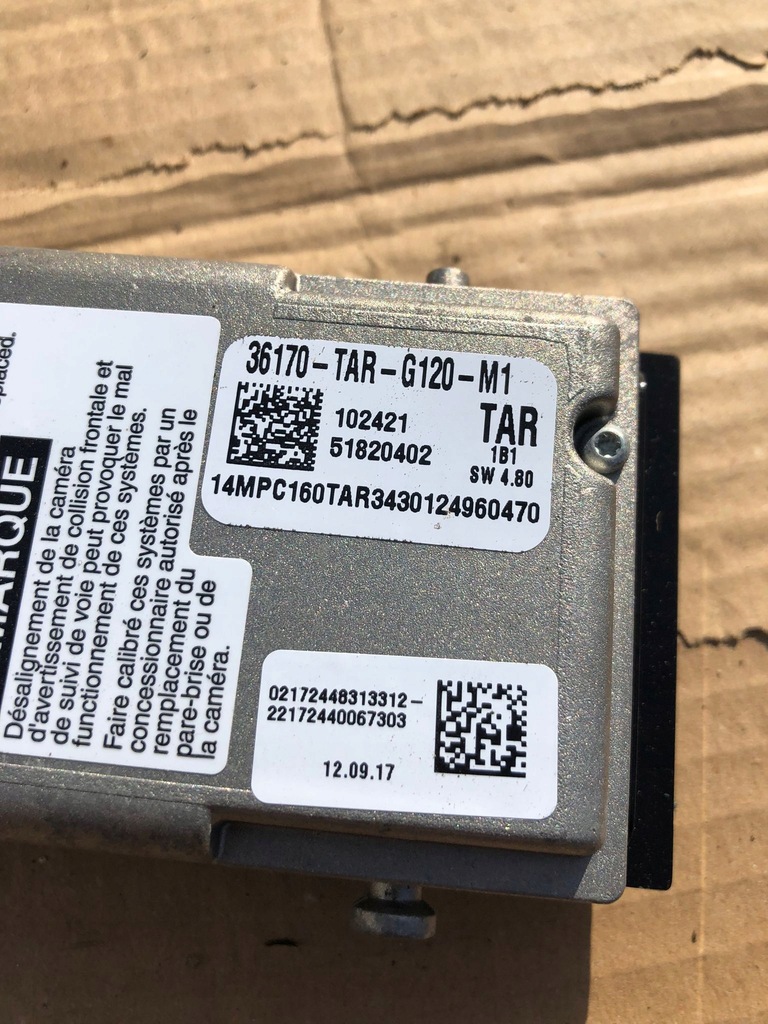 placed.
MARQUE
Désalignement de la caméra
d'avertissement de collision frontale et
de suivi de voie peut provoquer le mal
functionnement de ces systèmes.
Faire calibré ces systèmes par un
concessionnaire autorisé après le
remplacement du
pare-brise ou de
la caméra.
36170-TAR-G120-M1
102421
51820402
TAR
1B1
SW 4.80
14MPC160TAR3430124960470
02172448313312-
22172440067303
12.09.17